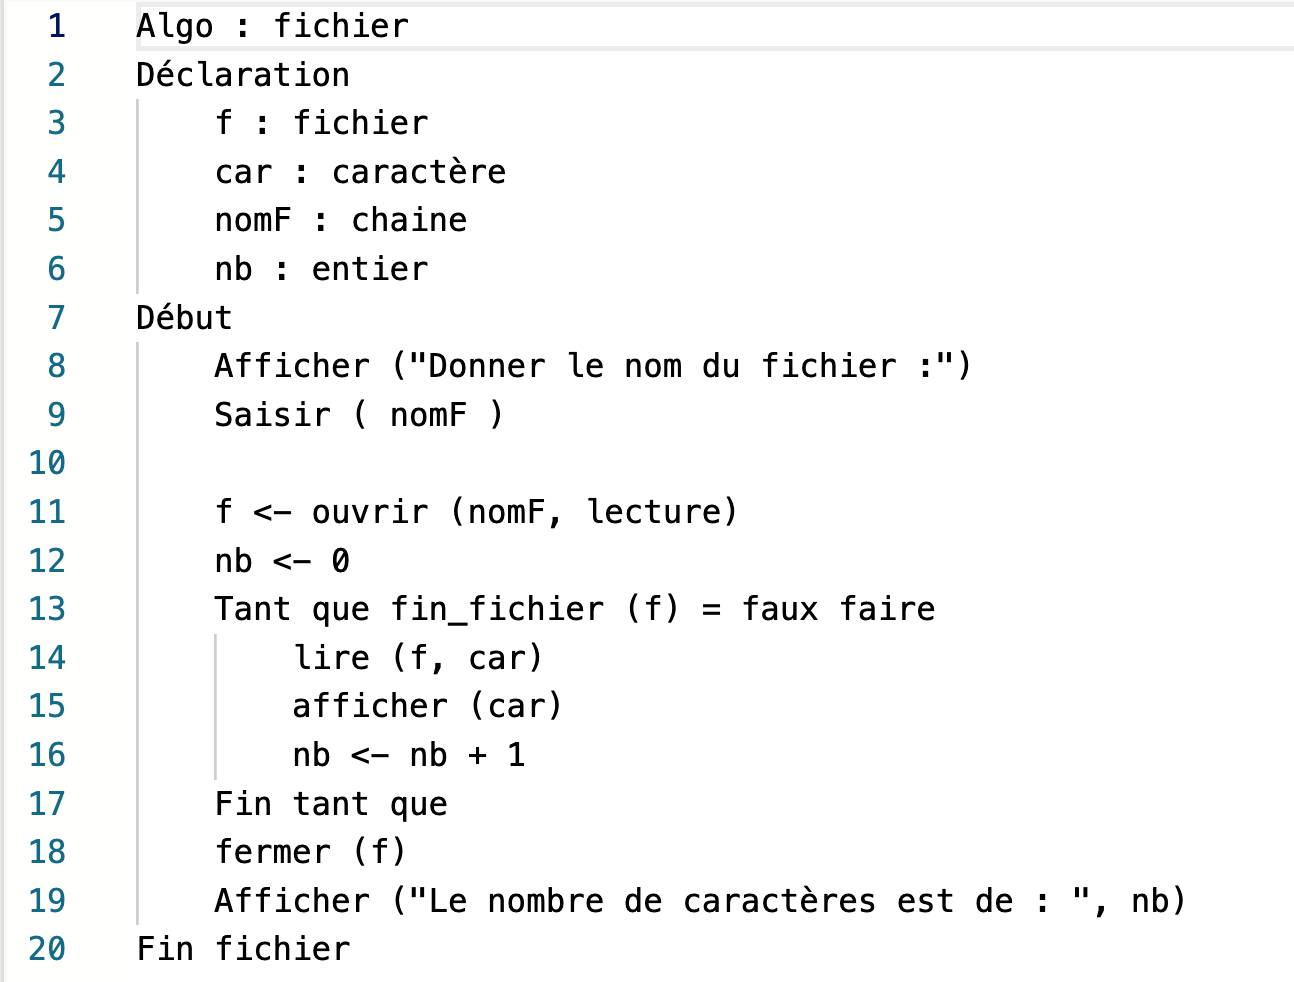 1 Algo : fichier
2 Déclaration
3 f : fichier
4 car : caractère
5 nomF : chaine
6 nb : entier
7 Début
8 Afficher ("Donner le nom du fichier :")
9 Saisir ( nomF )
10
11 f <- ouvrir (nomF, lecture)
12 nb <- 0
13 Tant que fin_fichier (f) = faux faire
14 lire (f, car)
15 afficher (car)
16 nb <- nb + 1
17 Fin tant que
18 fermer (f)
19 Afficher ("Le nombre de caractères est de : ", nb)
20 Fin fichier